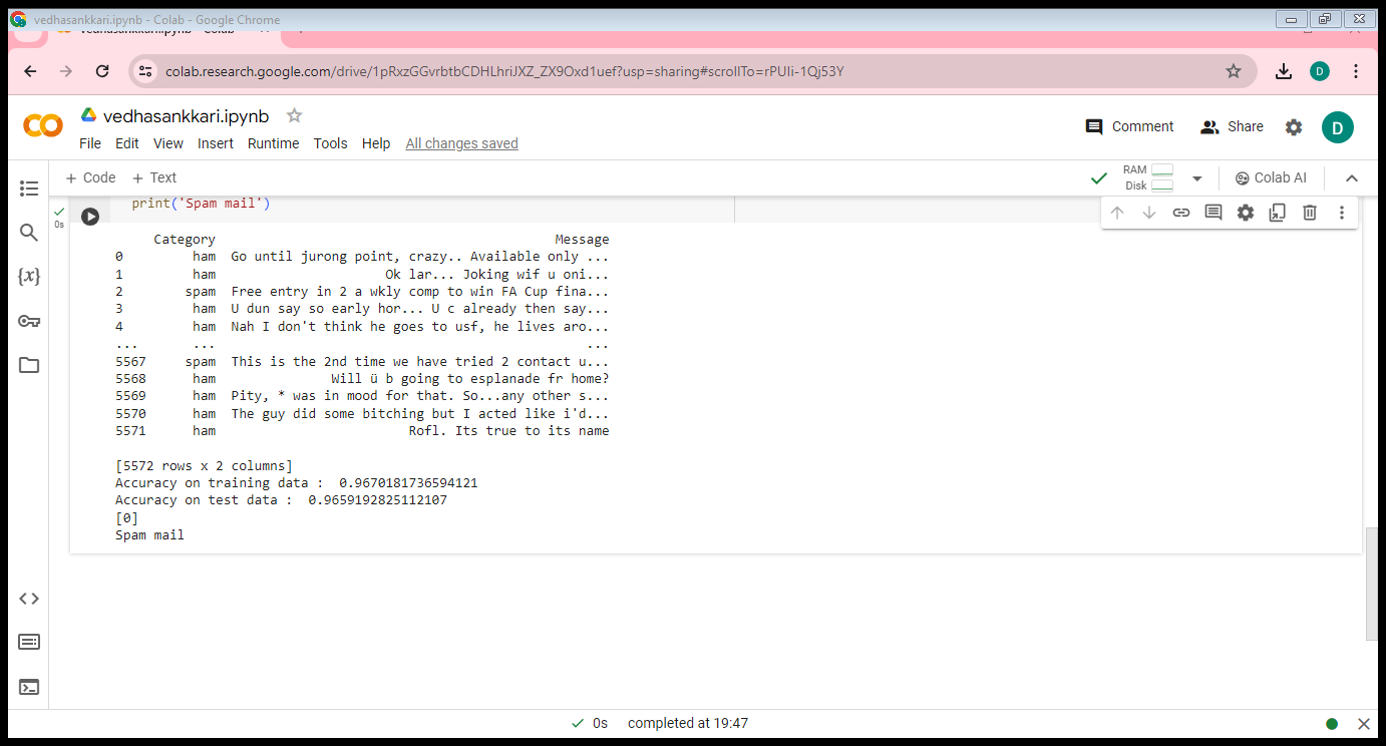 vedhasankkari.ipynb - Colab - Google Chrome
vedhasankkari.ipynb - Colab
colab.research.google.com/drive/1pRxzGGvrbtbCDHLhriJXZ_ZX9Oxd1uef?usp=sharing#scrollTo=rPUIi-1Qj53Y
D
CO vedhasankkari.ipynb
File Edit View Insert Runtime Tools Help All changes saved
Comment Share D
+ Code + Text
RAM
Disk
Colab AI
print('Spam mail')
0s
{x}
Category Message
0 ham Go until jurong point, crazy.. Available only ...
1 ham Ok lar... Joking wif u oni...
2 spam Free entry in 2 a wkly comp to win FA Cup fina...
3 ham U dun say so early hor... U c already then say...
4 ham Nah I don't think he goes to usf, he lives aro...
... ... ...
5567 spam This is the 2nd time we have tried 2 contact u...
5568 ham Will ü b going to esplanade fr home?
5569 ham Pity, * was in mood for that. So...any other s...
5570 ham The guy did some bitching but I acted like i'd...
5571 ham Rofl. Its true to its name
[5572 rows x 2 columns]
Accuracy on training data :  0.9670181736594121
Accuracy on test data :  0.9659192825112107
[0]
Spam mail
0s completed at 19:47